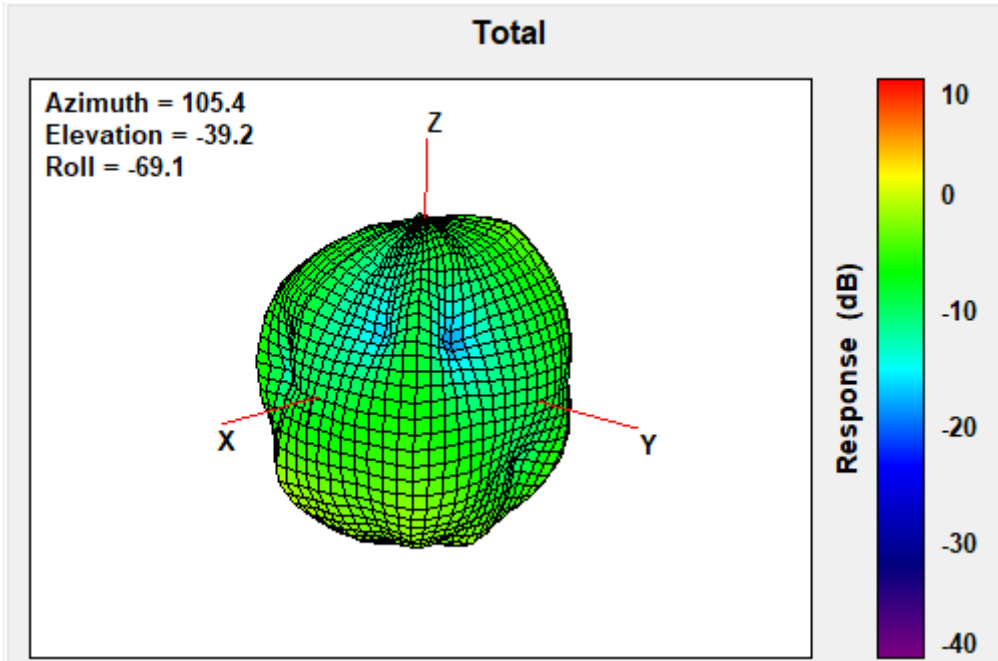 Total
Azimuth = 105.4
Elevation = -39.2
Roll = -69.1
Z
X
Y
10
0
-10
-20
-30
-40
Response (dB)